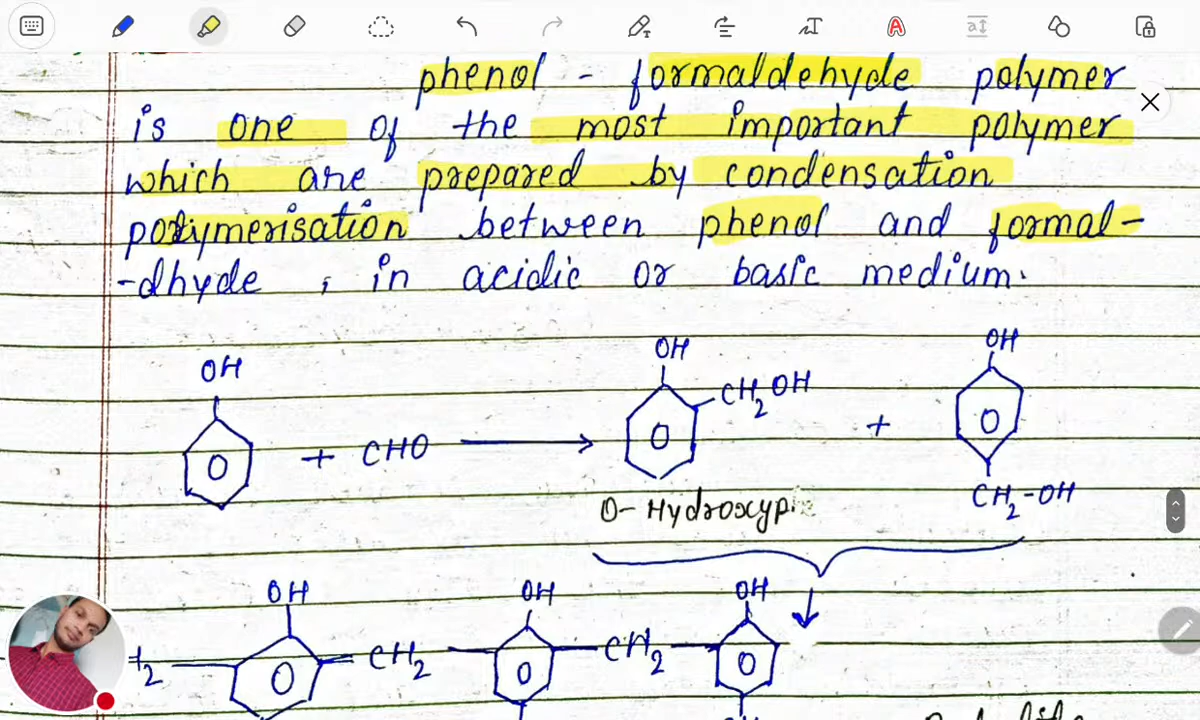 phenol - formaldehyde polymer
is one of the most important polymer
which are prepared by condensation
polymerisation between phenol and formal-
-dhyde , in acidic or basic medium.
OH
+ CHO
OH
CH2OH
+
OH
CH2-OH
O- Hydroxyp
OH
CH2
OH
CH2
OH